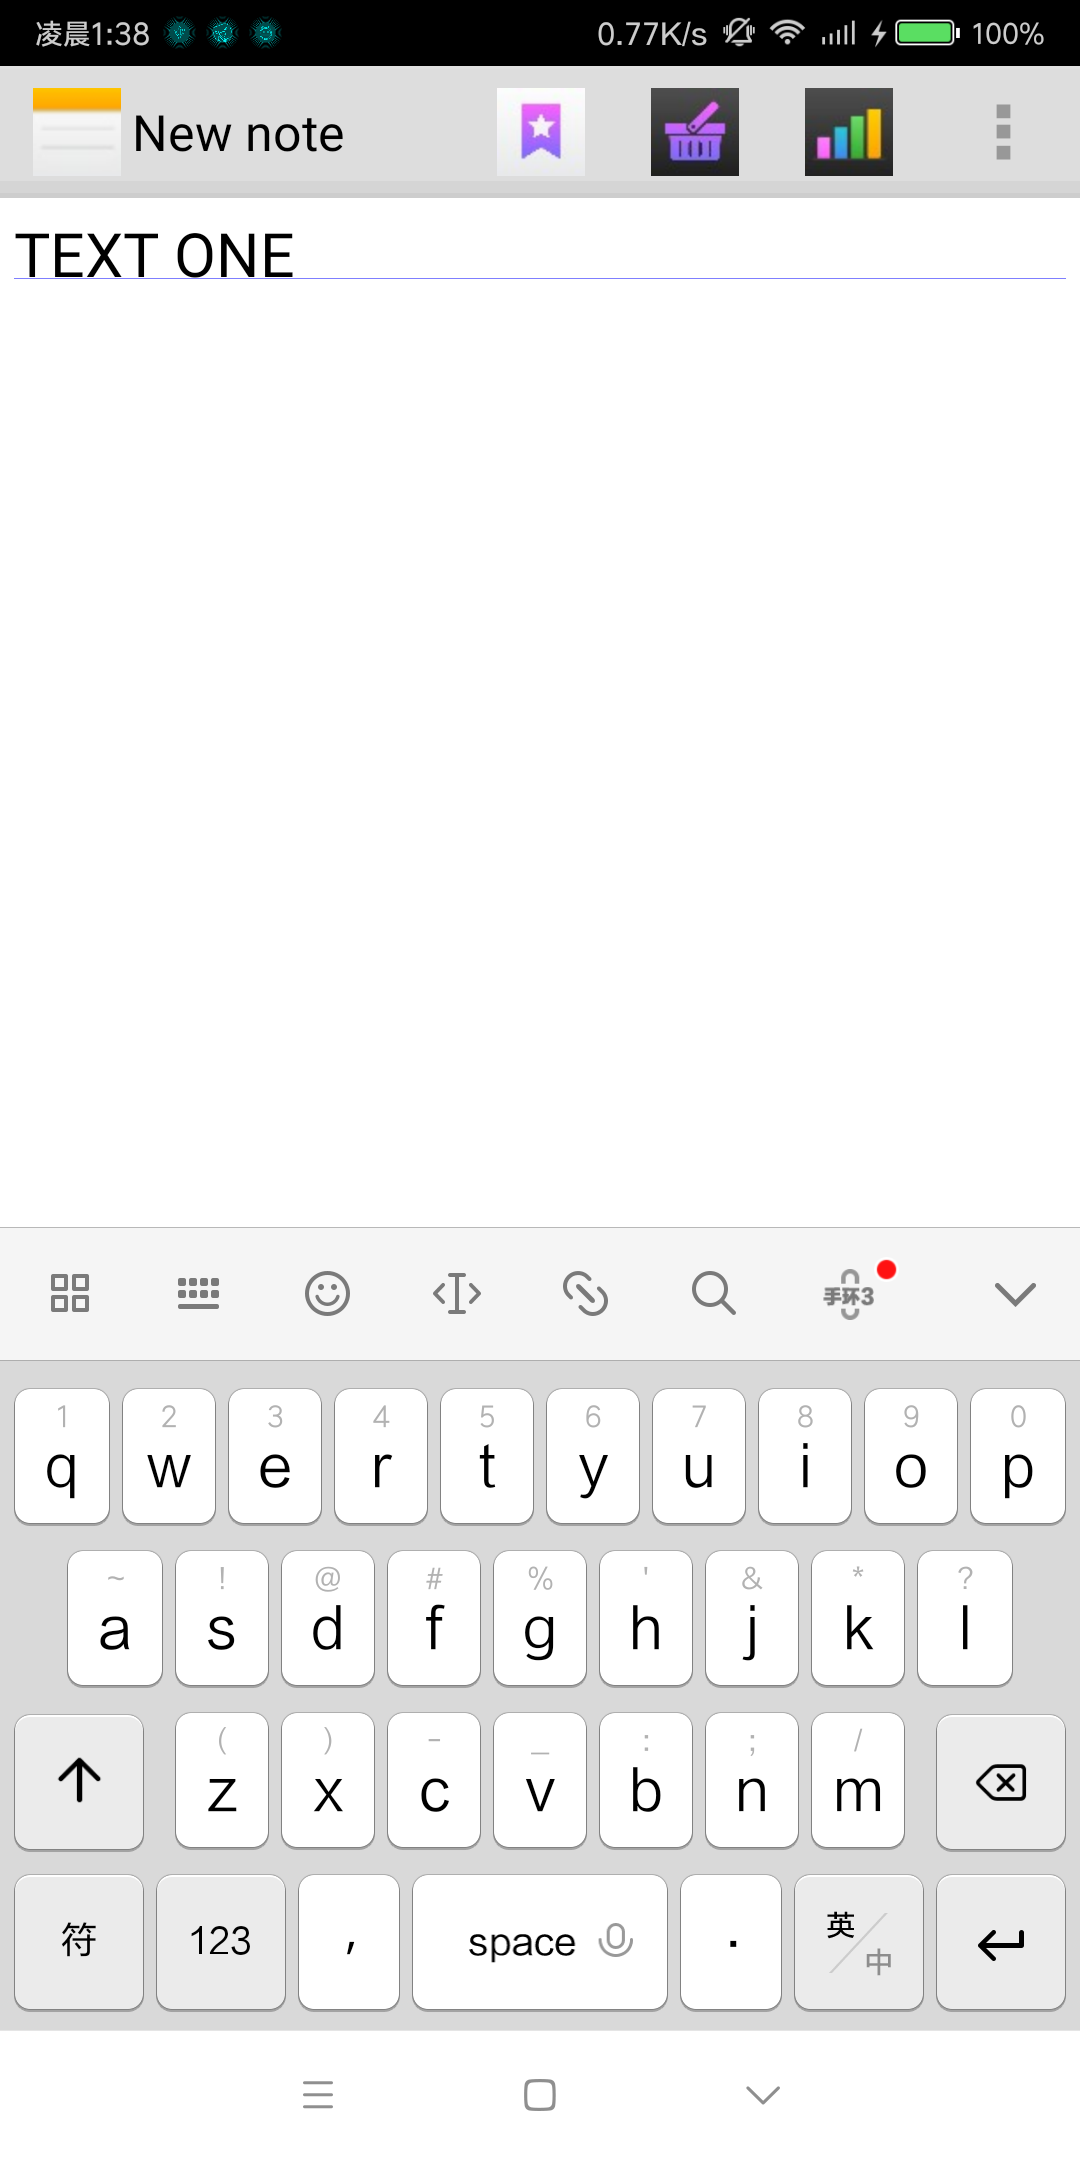 凌晨1:38 0.77K/s 100%
New note
TEXT ONE
手环3
1 2 3 4 5 6 7 8 9 0
q w e r t y u i o p
~ ! @ # % ' & * ?
a s d f g h j k l
( ) - _ : ; /
z x c v b n m
符 123 , space . 英/中